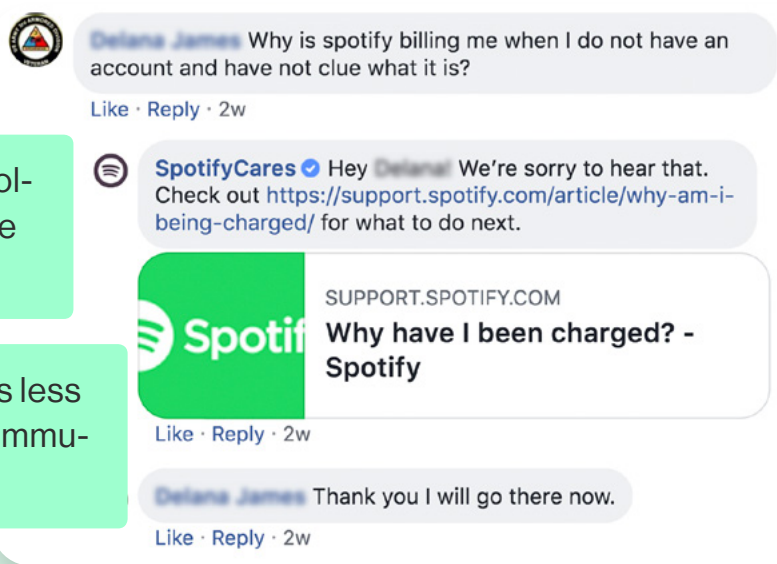 Why is spotify billing me when I do not have an
account and have not clue what it is?
Like · Reply · 2w
ol-
e
SpotifyCares Hey We're sorry to hear that.
Check out https://support.spotify.com/article/why-am-i-
being-charged/ for what to do next.
Spotif
SUPPORT.SPOTIFY.COM
Why have I been charged? -
Spotify
s less
mmu-
Like · Reply · 2w
Thank you I will go there now.
Like · Reply · 2w